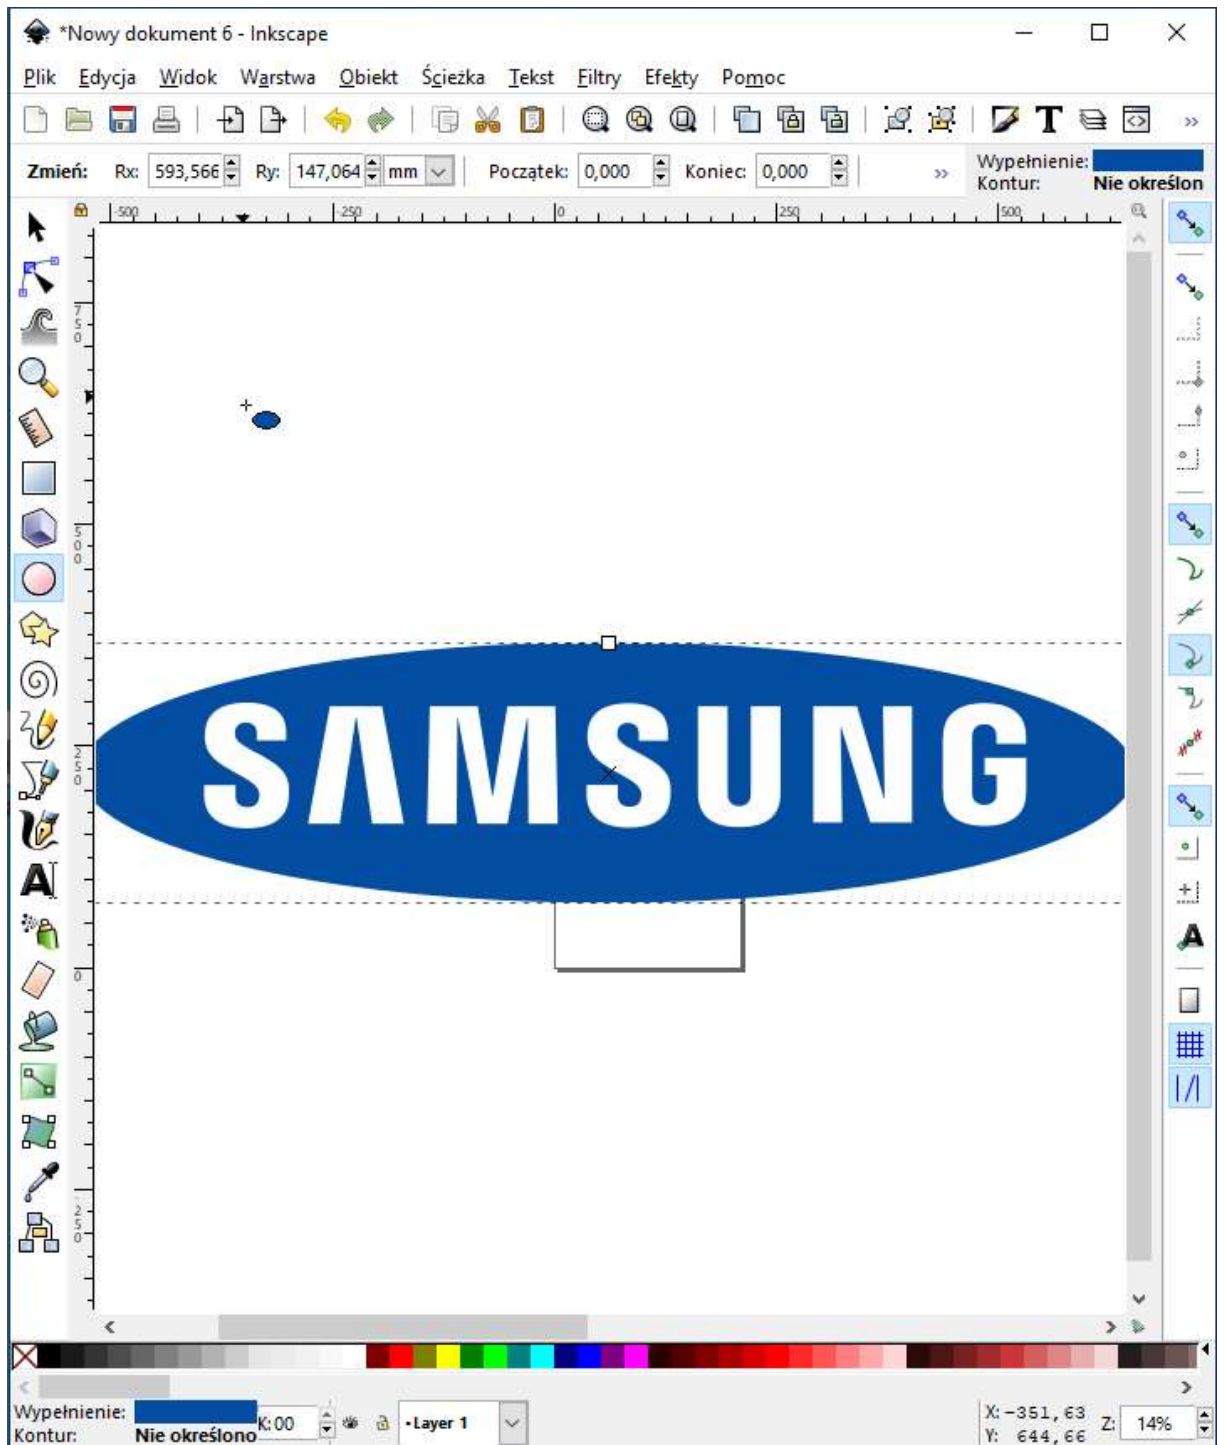 *Nowy dokument 6 - Inkscape
Plik Edycja Widok Warstwa Obiekt Ścieżka Tekst Filtry Efekty Pomoc
Zmień: Rx: 593,566 Ry: 147,064 mm Początek: 0,000 Koniec: 0,000 Wypełnienie:
Kontur: Nie określon
-500 -250 0 250 500
750
500
SAMSUNG
250
0
-250
Wypełnienie:
Kontur: Nie określono K: 00 Layer 1 X: -351,63
Y: 644,66 Z: 14%